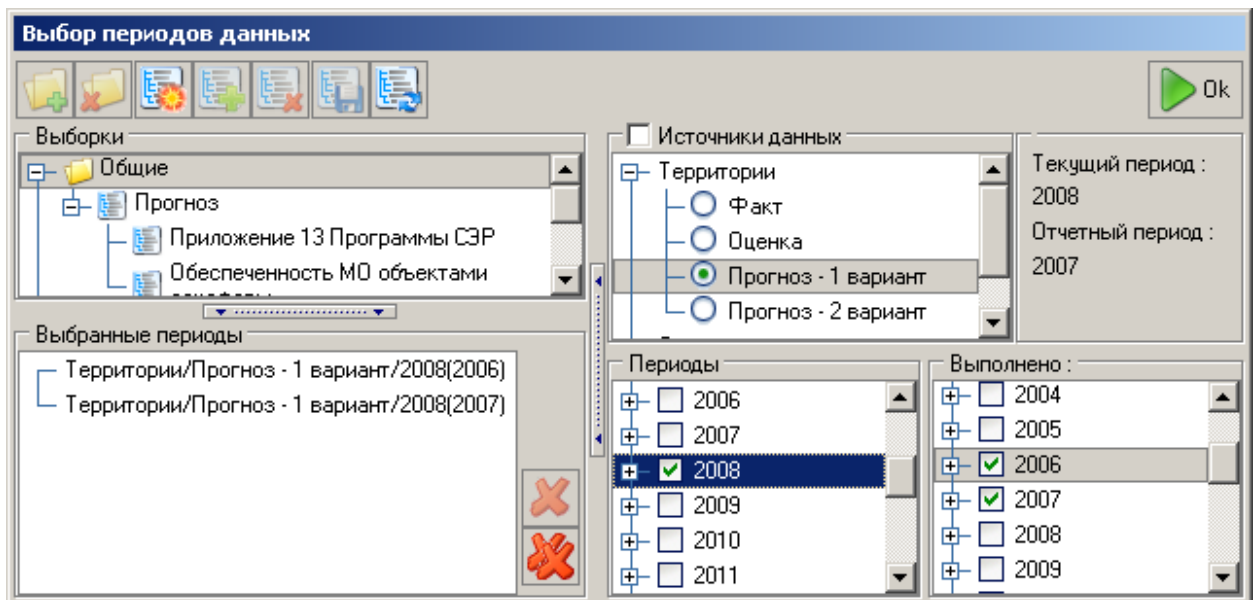 Выбор периодов данных
Ok
Выборки
Общие
Прогноз
Приложение 13 Программы СЭР
Обеспеченность МО объектами
Выбранные периоды
Территории/Прогноз - 1 вариант/2008(2006)
Территории/Прогноз - 1 вариант/2008(2007)
Источники данных
Территории
Факт
Оценка
Прогноз - 1 вариант
Прогноз - 2 вариант
Текущий период :
2008
Отчетный период :
2007
Периоды
2006
2007
2008
2009
2010
2011
Выполнено :
2004
2005
2006
2007
2008
2009